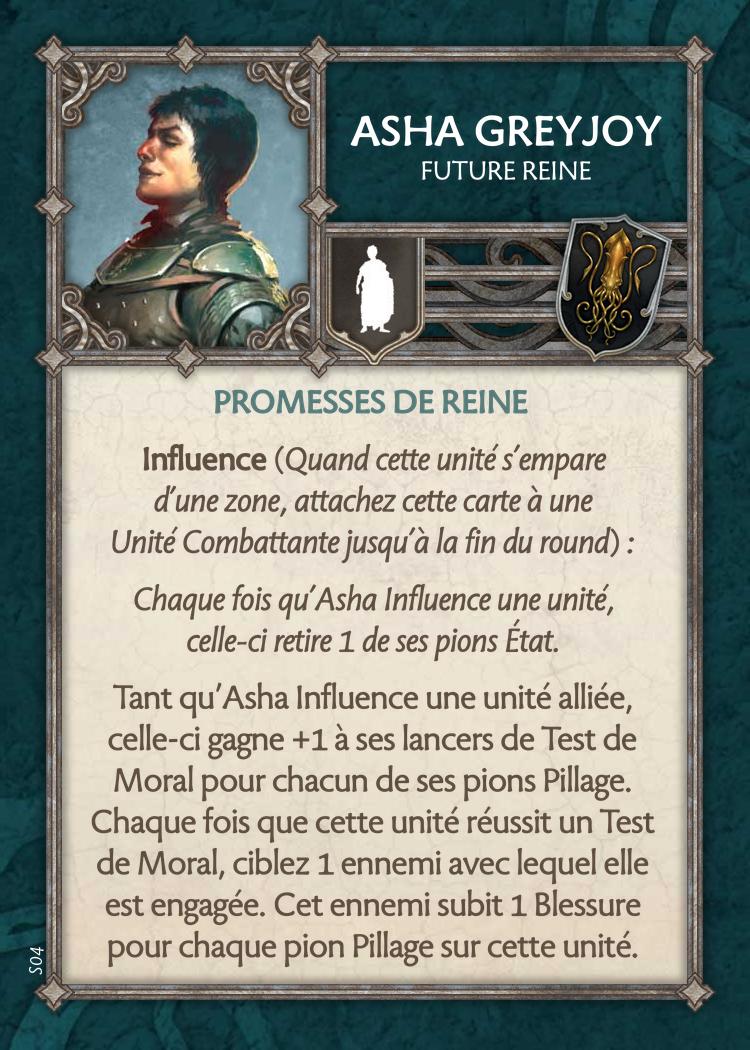 ASHA GREYJOY
FUTURE REINE
PROMESSES DE REINE
Influence (Quand cette unité s'empare
d'une zone, attachez cette carte à une
Unité Combattante jusqu'à la fin du round) :
Chaque fois qu'Asha Influence une unité,
celle-ci retire 1 de ses pions État.
Tant qu'Asha Influence une unité alliée,
celle-ci gagne +1 à ses lancers de Test de
Moral pour chacun de ses pions Pillage.
Chaque fois que cette unité réussit un Test
de Moral, ciblez 1 ennemi avec lequel elle
est engagée. Cet ennemi subit 1 Blessure
pour chaque pion Pillage sur cette unité.
S04